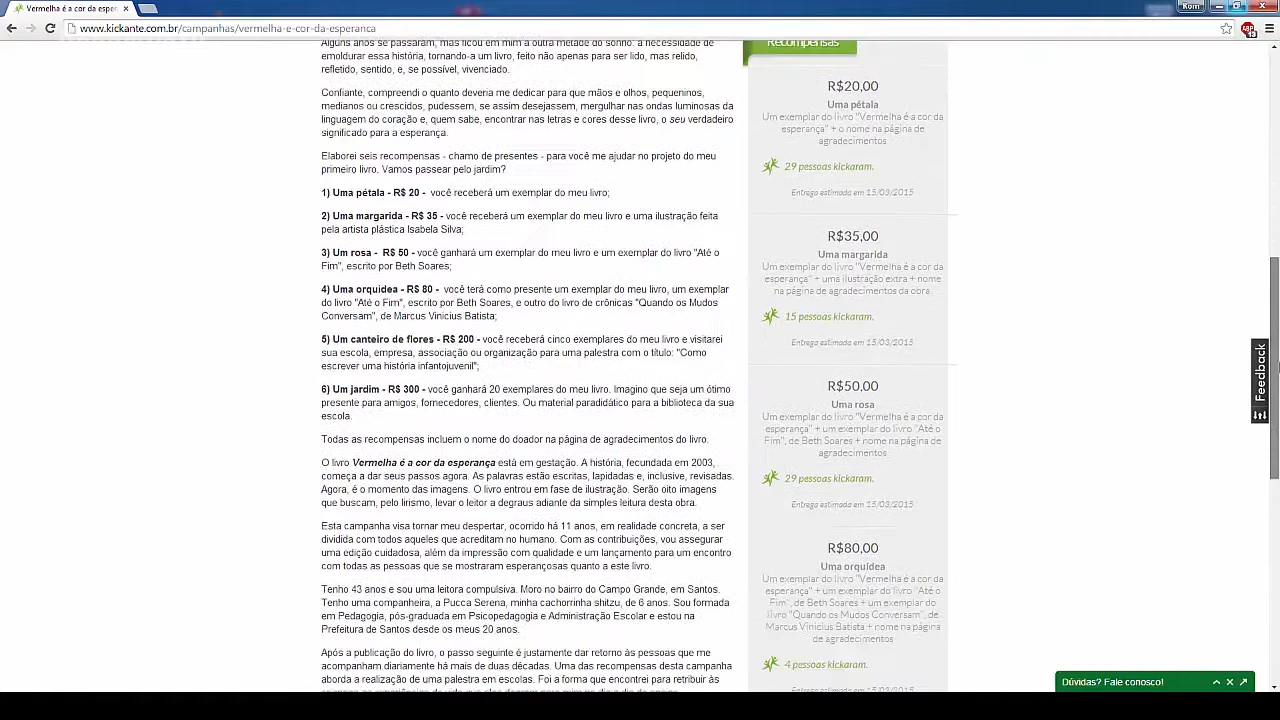 Vermelha é a cor da esper
Kom
www.kickante.com.br/campanhas/vermelha-e-cor-da-esperanca
Alguns anos se passaram, mas ficou em mim a outra metade do sonho: a necessidade de
emoldurar essa história, tornando-a um livro, feito não apenas para ser lido, mas relido,
refletido, sentido, e, se possível, vivenciado.
Confiante, compreendi o quanto deveria me dedicar para que mãos e olhos, pequeninos,
medianos ou crescidos, pudessem, se assim desejassem, mergulhar nas ondas luminosas da
linguagem do coração e, quem sabe, encontrar nas letras e cores desse livro, o seu verdadeiro
significado para a esperança.
Elaborei seis recompensas - chamo de presentes - para você me ajudar no projeto do meu
primeiro livro. Vamos passear pelo jardim?
1) Uma pétala - R$ 20 - você receberá um exemplar do meu livro;
2) Uma margarida - R$ 35 - você receberá um exemplar do meu livro e uma ilustração feita
pela artista plástica Isabela Silva;
3) Um rosa - R$ 50 - você ganhará um exemplar do meu livro e um exemplar do livro "Até o
Fim", escrito por Beth Soares;
4) Uma orquídea - R$ 80 - você terá como presente um exemplar do meu livro, um exemplar
do livro "Até o Fim", escrito por Beth Soares, e outro do livro de crônicas "Quando os Mudos
Conversam", de Marcus Vinicius Batista;
5) Um canteiro de flores - R$ 200 - você receberá cinco exemplares do meu livro e visitarei
sua escola, empresa, associação ou organização para uma palestra com o título: "Como
escrever uma história infantojuvenil";
6) Um jardim - R$ 300 - você ganhará 20 exemplares do meu livro. Imagino que seja um ótimo
presente para amigos, fornecedores, clientes. Ou material paradidático para a biblioteca da sua
escola.
Todas as recompensas incluem o nome do doador na página de agradecimentos do livro.
O livro Vermelha é a cor da esperança está em gestação. A história, fecundada em 2003,
começa a dar seus passos agora. As palavras estão escritas, lapidadas e, inclusive, revisadas.
Agora, é o momento das imagens. O livro entrou em fase de ilustração. Serão oito imagens
que buscam, pelo lirismo, levar o leitor a degraus adiante da simples leitura desta obra.
Esta campanha visa tornar meu despertar, ocorrido há 11 anos, em realidade concreta, a ser
dividida com todos aqueles que acreditam no humano. Com as contribuições, vou assegurar
uma edição cuidadosa, além da impressão com qualidade e um lançamento para um encontro
com todas as pessoas que se mostraram esperançosas quanto a este livro.
Tenho 43 anos e sou uma leitora compulsiva. Moro no bairro do Campo Grande, em Santos.
Tenho uma companheira, a Pucca Serena, minha cachorrinha shitzu, de 6 anos. Sou formada
em Pedagogia, pós-graduada em Psicopedagogia e Administração Escolar e estou na
Prefeitura de Santos desde os meus 20 anos.
Após a publicação do livro, o passo seguinte é justamente dar retorno às pessoas que me
acompanham diariamente há mais de duas décadas. Uma das recompensas desta campanha
aborda a realização de uma palestra em escolas. Foi a forma que encontrei para retribuir às
Recompensas
R$20,00
Uma pétala
Um exemplar do livro "Vermelha é a cor da
esperança" + o nome na página de
agradecimentos
29 pessoas kickaram.
Entrega estimada em 15/03/2015
R$35,00
Uma margarida
Um exemplar do livro "Vermelha é a cor da
esperança" + uma ilustração extra + nome
na página de agradecimentos da obra.
15 pessoas kickaram.
Entrega estimada em 15/03/2015
R$50,00
Uma rosa
Um exemplar do livro "Vermelha é a cor da
esperança" + um exemplar do livro "Até o
Fim", de Beth Soares + nome na página de
agradecimentos
29 pessoas kickaram.
Entrega estimada em 15/03/2015
R$80,00
Uma orquídea
Um exemplar do livro "Vermelha é a cor da
esperança" + um exemplar do livro "Até o
Fim", de Beth Soares + um exemplar do
livro "Quando os Mudos Conversam", de
Marcus Vinicius Batista + nome na página
de agradecimentos
4 pessoas kickaram.
Entrega estimada em 15/03/2015
Feedback
Dúvidas? Fale conosco!